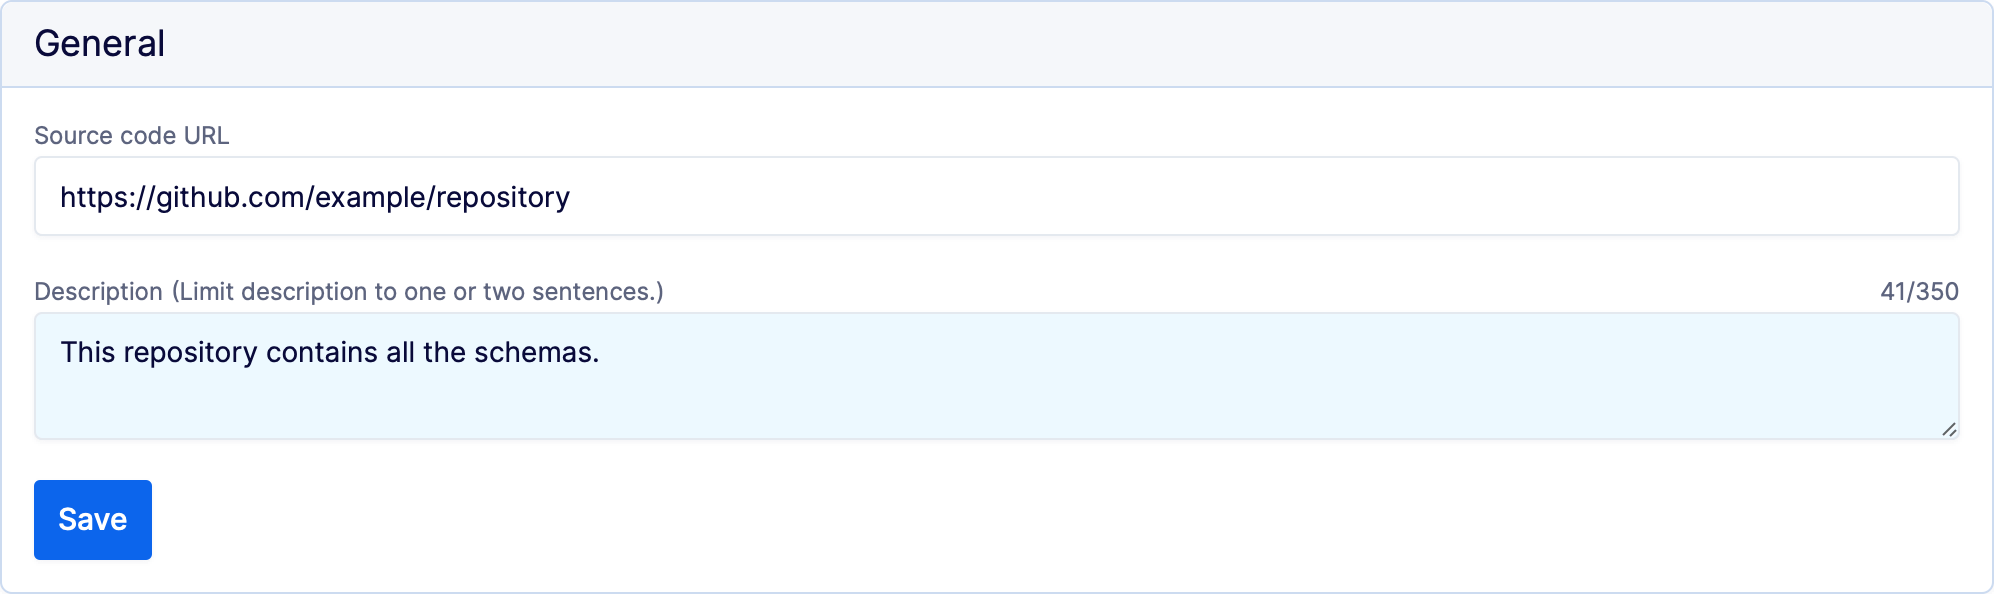 General
Source code URL
https://github.com/example/repository
Description (Limit description to one or two sentences.) 41/350
This repository contains all the schemas.
Save